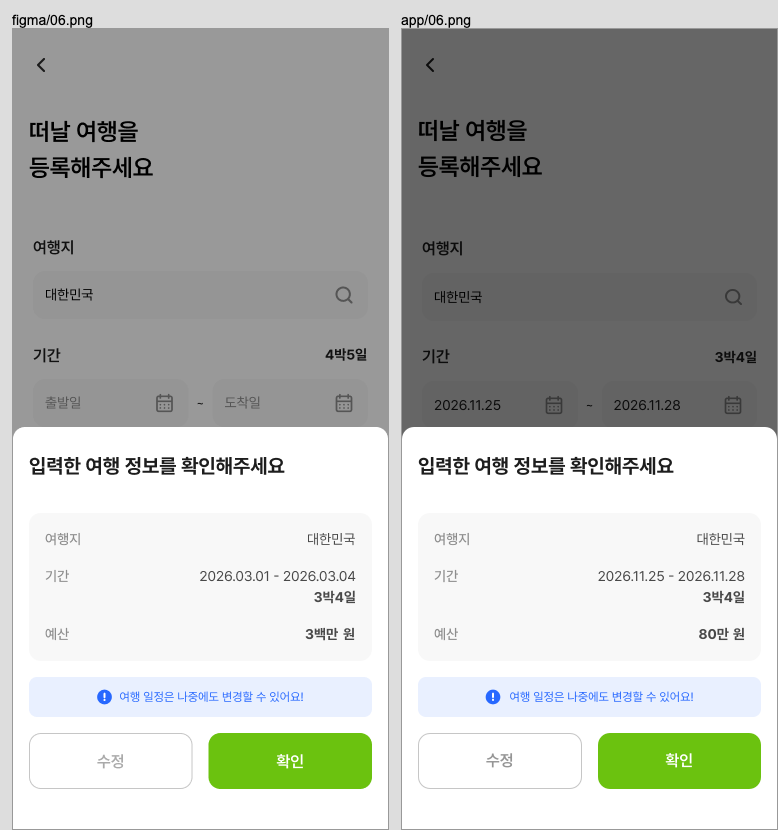 figma/06.png
떠날 여행을
등록해주세요
여행지
대한민국
기간 4박5일
출발일 ~ 도착일
입력한 여행 정보를 확인해주세요
여행지 대한민국
기간 2026.03.01 - 2026.03.04
3박4일
예산 3백만 원
여행 일정은 나중에도 변경할 수 있어요!
수정 확인
app/06.png
떠날 여행을
등록해주세요
여행지
대한민국
기간 3박4일
2026.11.25 ~ 2026.11.28
입력한 여행 정보를 확인해주세요
여행지 대한민국
기간 2026.11.25 - 2026.11.28
3박4일
예산 80만 원
여행 일정은 나중에도 변경할 수 있어요!
수정 확인